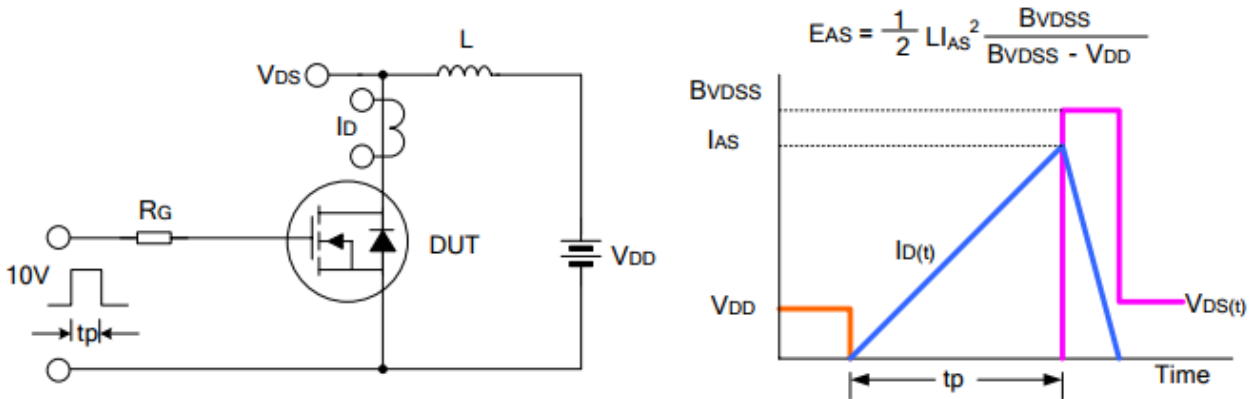 VDS
L
ID
RG
DUT
VDD
10V
tp
EAS = 1/2 LIAS² BVDSS / BVDSS - VDD
BVDSS
IAS
ID(t)
VDD
VDS(t)
tp
Time